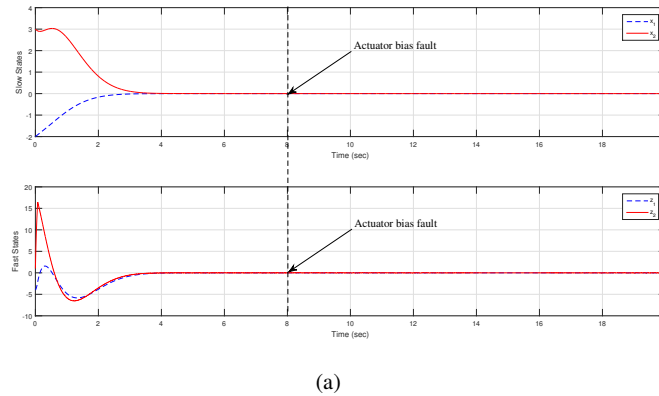 4
3
2
1
0
-1
-2
Slow States
x1
x2
Actuator bias fault
0 2 4 6 8 10 12 14 16 18
Time (sec)
20
15
10
5
0
-5
-10
Fast States
z1
z2
Actuator bias fault
0 2 4 6 8 10 12 14 16 18
Time (sec)
(a)